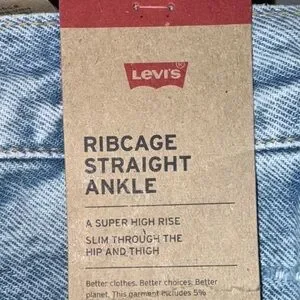 LEVI'S®
RIBCAGE
STRAIGHT
ANKLE
A SUPER HIGH RISE
SLIM THROUGH THE
HIP AND THIGH
Better clothes. Better choices. Better
planet. This garment includes 5%